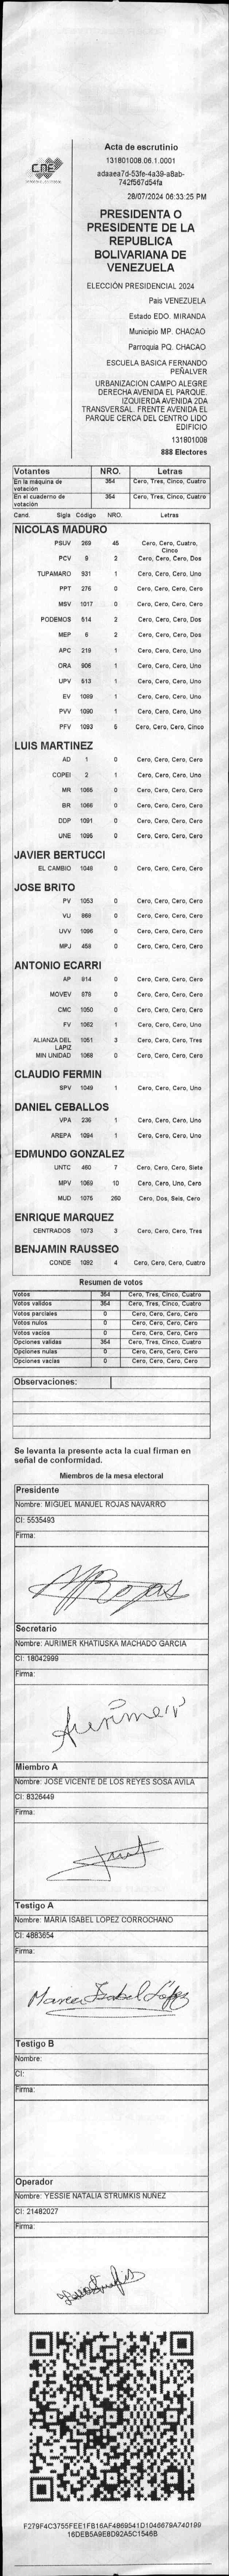 CNE
Acta de escrutinio
131801008.06.1.0001
adaaea7d-53fe-4a39-a8ab-
742f567d54fa
28/07/2024 06:33:25 PM
PRESIDENTA O
PRESIDENTE DE LA
REPUBLICA
BOLIVARIANA DE
VENEZUELA
ELECCIÓN PRESIDENCIAL 2024
Pais VENEZUELA
Estado EDO. MIRANDA
Municipio MP. CHACAO
Parroquia PQ. CHACAO
ESCUELA BASICA FERNANDO
PEÑALVER
URBANIZACION CAMPO ALEGRE
DERECHA AVENIDA EL PARQUE.
IZQUIERDA AVENIDA 2DA
TRANSVERSAL. FRENTE AVENIDA EL
PARQUE CERCA DEL CENTRO LIDO
EDIFICIO
131801008
888 Electores
Votantes NRO. Letras
En la máquina de votación 354 Cero, Tres, Cinco, Cuatro
En el cuaderno de votación 354 Cero, Tres, Cinco, Cuatro
Cand. Sigla Código NRO. Letras
NICOLAS MADURO
PSUV 269 45 Cero, Cero, Cuatro, Cinco
PCV 9 2 Cero, Cero, Cero, Dos
TUPAMARO 931 1 Cero, Cero, Cero, Uno
PPT 276 0 Cero, Cero, Cero, Cero
MSV 1017 0 Cero, Cero, Cero, Cero
PODEMOS 514 2 Cero, Cero, Cero, Dos
MEP 6 2 Cero, Cero, Cero, Dos
APC 219 1 Cero, Cero, Cero, Uno
ORA 906 1 Cero, Cero, Cero, Uno
UPV 513 1 Cero, Cero, Cero, Uno
EV 1089 1 Cero, Cero, Cero, Uno
PVV 1090 1 Cero, Cero, Cero, Uno
PFV 1093 5 Cero, Cero, Cero, Cinco
LUIS MARTINEZ
AD 1 0 Cero, Cero, Cero, Cero
COPEI 2 1 Cero, Cero, Cero, Uno
MR 1065 0 Cero, Cero, Cero, Cero
BR 1066 0 Cero, Cero, Cero, Cero
DDP 1091 0 Cero, Cero, Cero, Cero
UNE 1095 0 Cero, Cero, Cero, Cero
JAVIER BERTUCCI
EL CAMBIO 1048 0 Cero, Cero, Cero, Cero
JOSE BRITO
PV 1053 0 Cero, Cero, Cero, Cero
VU 868 0 Cero, Cero, Cero, Cero
UVV 1096 0 Cero, Cero, Cero, Cero
MPJ 458 0 Cero, Cero, Cero, Cero
ANTONIO ECARRI
AP 814 0 Cero, Cero, Cero, Cero
MOVEV 878 0 Cero, Cero, Cero, Cero
CMC 1050 0 Cero, Cero, Cero, Cero
FV 1062 1 Cero, Cero, Cero, Uno
ALIANZA DEL LAPIZ 1051 3 Cero, Cero, Cero, Tres
MIN UNIDAD 1068 0 Cero, Cero, Cero, Cero
CLAUDIO FERMIN
SPV 1049 1 Cero, Cero, Cero, Uno
DANIEL CEBALLOS
VPA 236 1 Cero, Cero, Cero, Uno
AREPA 1094 1 Cero, Cero, Cero, Uno
EDMUNDO GONZALEZ
UNTC 460 7 Cero, Cero, Cero, Siete
MPV 1069 10 Cero, Cero, Uno, Cero
MUD 1075 260 Cero, Dos, Seis, Cero
ENRIQUE MARQUEZ
CENTRADOS 1073 3 Cero, Cero, Cero, Tres
BENJAMIN RAUSSEO
CONDE 1092 4 Cero, Cero, Cero, Cuatro
Resumen de votos
Votos 354 Cero, Tres, Cinco, Cuatro
Votos validos 354 Cero, Tres, Cinco, Cuatro
Votos parciales 0 Cero, Cero, Cero, Cero
Votos nulos 0 Cero, Cero, Cero, Cero
Votos vacios 0 Cero, Cero, Cero, Cero
Opciones validas 354 Cero, Tres, Cinco, Cuatro
Opciones nulas 0 Cero, Cero, Cero, Cero
Opciones vacias 0 Cero, Cero, Cero, Cero
Observaciones:
Se levanta la presente acta la cual firman en
señal de conformidad.
Miembros de la mesa electoral
Presidente
Nombre: MIGUEL MANUEL ROJAS NAVARRO
CI: 5535493
Firma:
MRojas
Secretario
Nombre: AURIMER KHATIUSKA MACHADO GARCIA
CI: 18042999
Firma:
Aurimer
Miembro A
Nombre: JOSE VICENTE DE LOS REYES SOSA AVILA
CI: 8326449
Firma:
Testigo A
Nombre: MARIA ISABEL LOPEZ CORROCHANO
CI: 4883654
Firma:
Maria Isabel López
Testigo B
Nombre:
CI:
Firma:
Operador
Nombre: YESSIE NATALIA STRUMKIS NUÑEZ
CI: 21482027
Firma:
F279F4C3755FEE1FB16AF4869541D1046679A740199
16DEB5A9E8D92A5C1546B